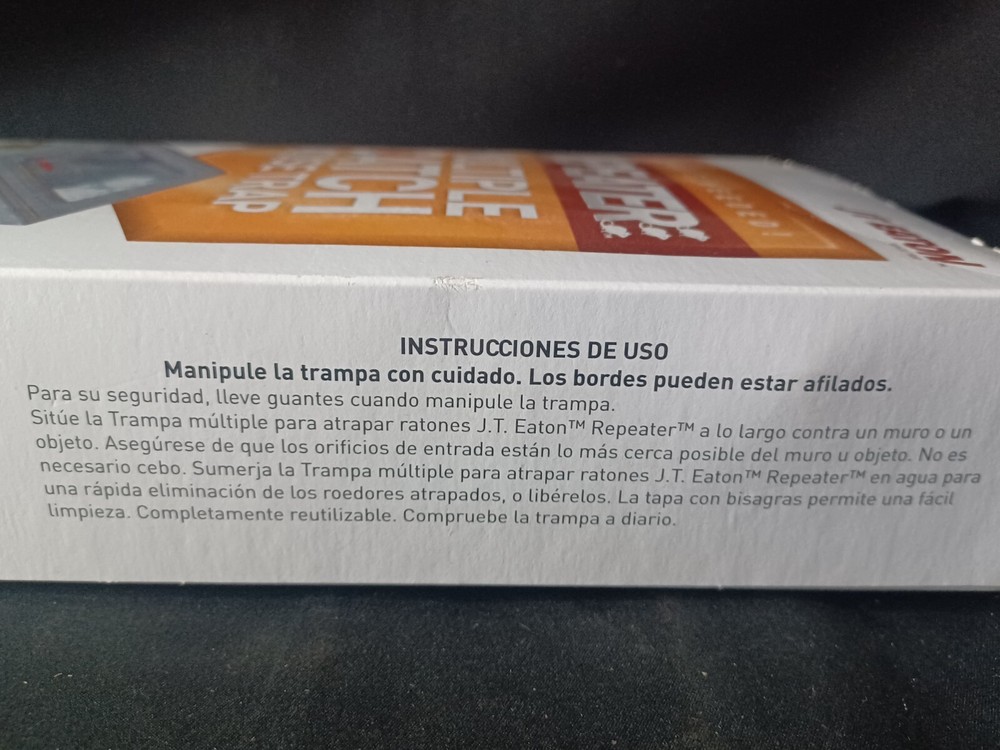 MULTIPLE
CATCH
INSTRUCCIONES DE USO
Manipule la trampa con cuidado. Los bordes pueden estar afilados.
Para su seguridad, lleve guantes cuando manipule la trampa.
Sitúe la Trampa múltiple para atrapar ratones J.T. Eaton™ Repeater™ a lo largo contra un muro o un
objeto. Asegúrese de que los orificios de entrada están lo más cerca posible del muro u objeto. No es
necesario cebo. Sumerja la Trampa múltiple para atrapar ratones J.T. Eaton™ Repeater™ en agua para
una rápida eliminación de los roedores atrapados, o libérelos. La tapa con bisagras permite una fácil
limpieza. Completamente reutilizable. Compruebe la trampa a diario.